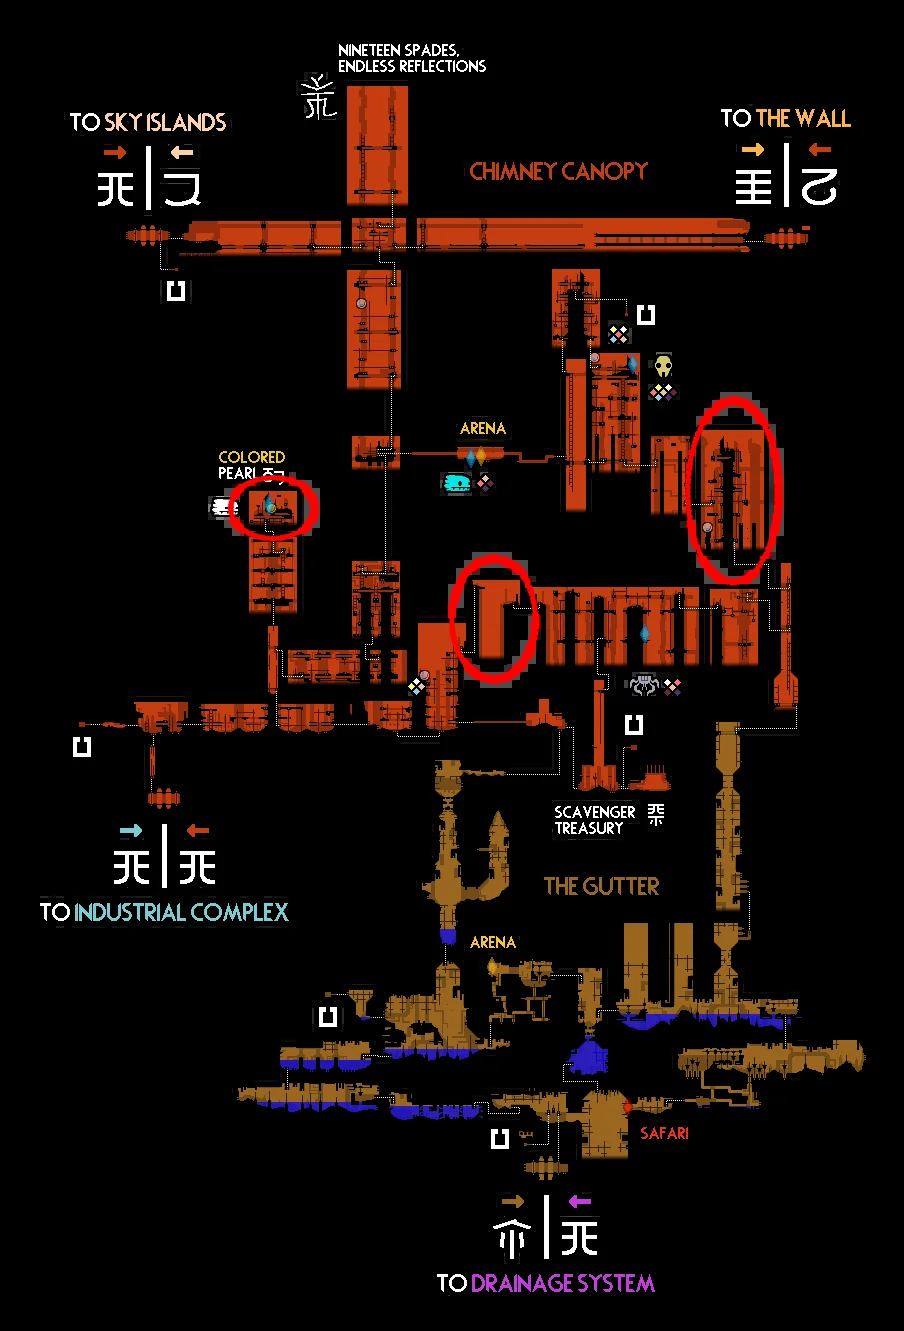 NINETEEN SPADES,
ENDLESS REFLECTIONS
TO SKY ISLANDS
TO THE WALL
CHIMNEY CANOPY
ARENA
COLORED
PEARL
SCAVENGER
TREASURY
THE GUTTER
TO INDUSTRIAL COMPLEX
ARENA
SAFARI
TO DRAINAGE SYSTEM